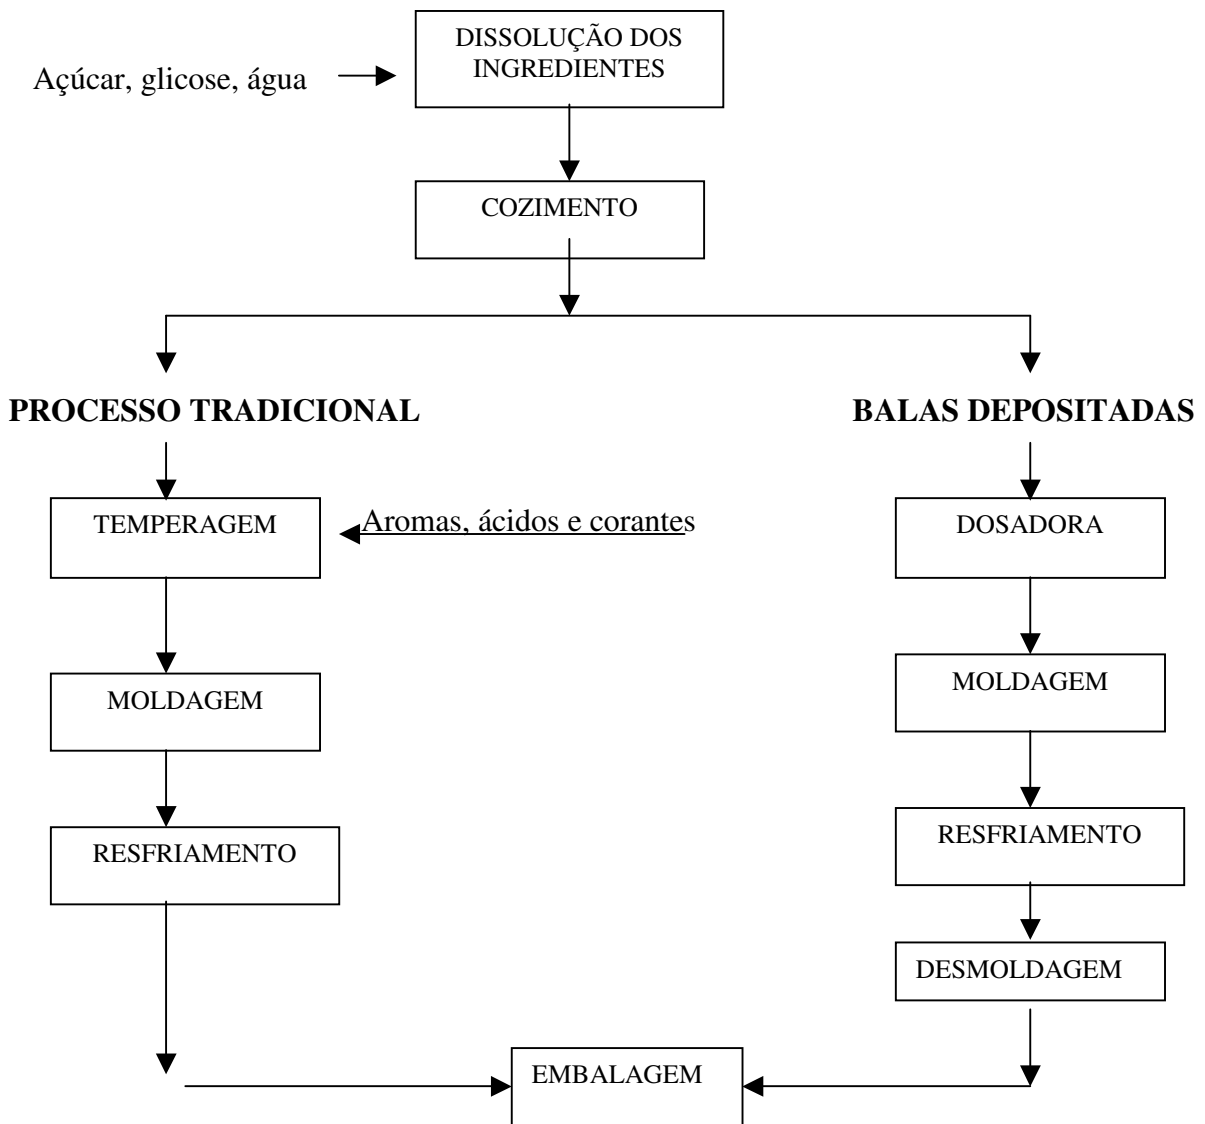 DISSOLUÇÃO DOS
INGREDIENTES
Açúcar, glicose, água
COZIMENTO
PROCESSO TRADICIONAL
BALAS DEPOSITADAS
TEMPERAGEM
Aromas, ácidos e corantes
DOSADORA
MOLDAGEM
MOLDAGEM
RESFRIAMENTO
RESFRIAMENTO
DESMOLDAGEM
EMBALAGEM